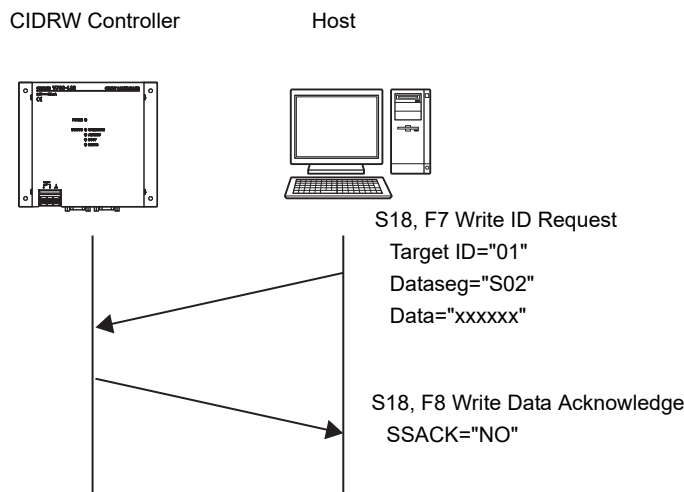 CIDRW Controller
Host
S18, F7 Write ID Request
Target ID="01"
Dataseg="S02"
Data="xxxxxx"
S18, F8 Write Data Acknowledge
SSACK="NO"